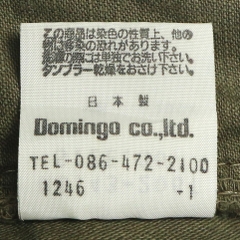 この商品は染色の性質上、他の
物に移染の恐れがあります。
洗濯の際には単独でお洗い下さい。
タンブラー乾燥をおさけ下さい。
日本製
Domingo co.,ltd.
TEL-086-472-2100
1246 -1